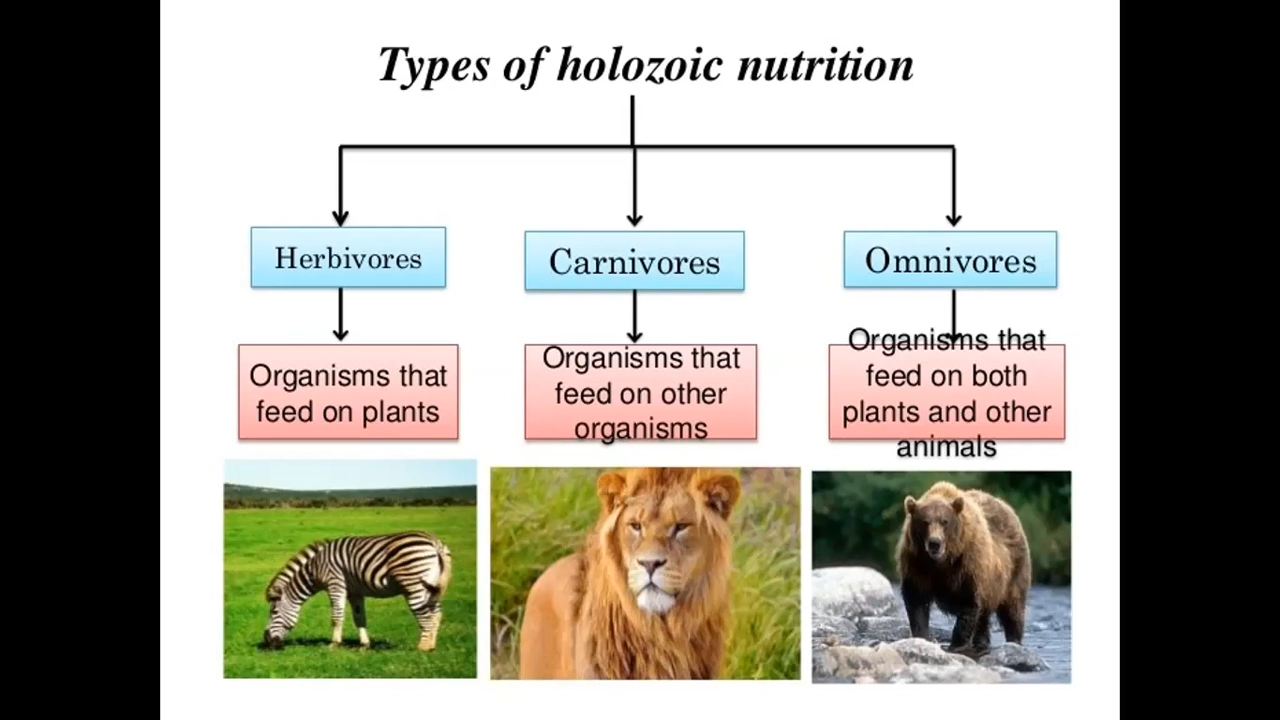 Types of holozoic nutrition
Herbivores
Carnivores
Omnivores
Organisms that
feed on plants
Organisms that
feed on other
organisms
Organisms that
feed on both
plants and other
animals